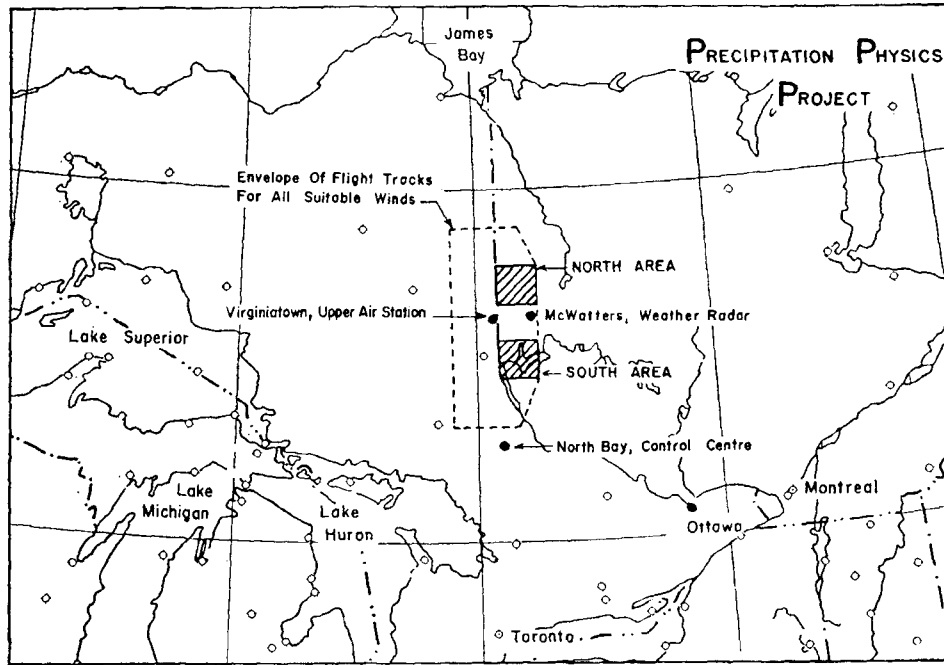 James
Bay
PRECIPITATION PHYSICS
PROJECT
Envelope Of Flight Tracks
For All Suitable Winds
NORTH AREA
Virginiatown, Upper Air Station
McWatters, Weather Radar
Lake Superior
SOUTH AREA
North Bay, Control Centre
Lake
Michigan
Lake
Huron
Montreal
Ottawa
Toronto